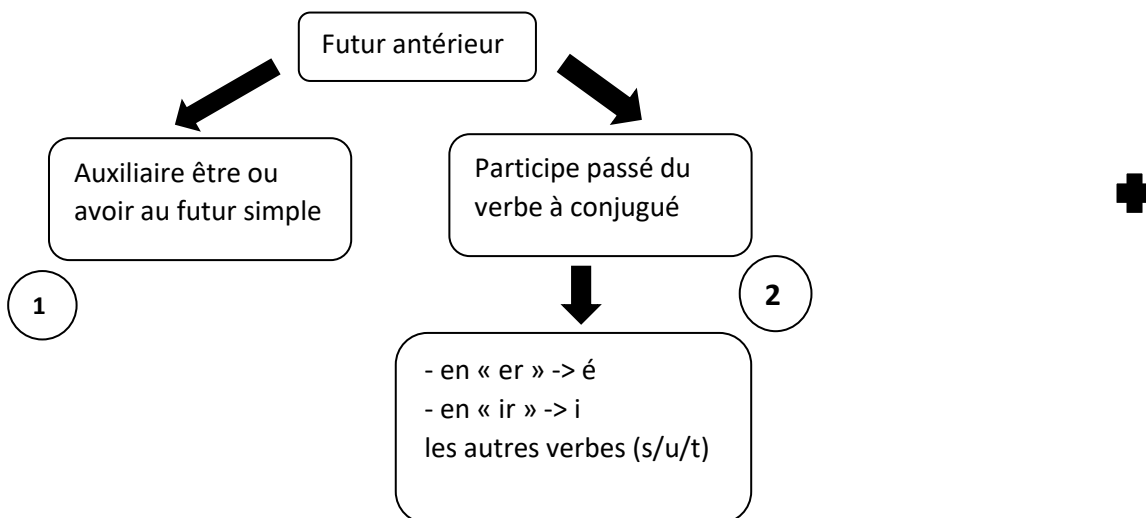 Futur antérieur
Auxiliaire être ou
avoir au futur simple
Participe passé du
verbe à conjugué
1
2
- en « er » -> é
- en « ir » -> i
les autres verbes (s/u/t)